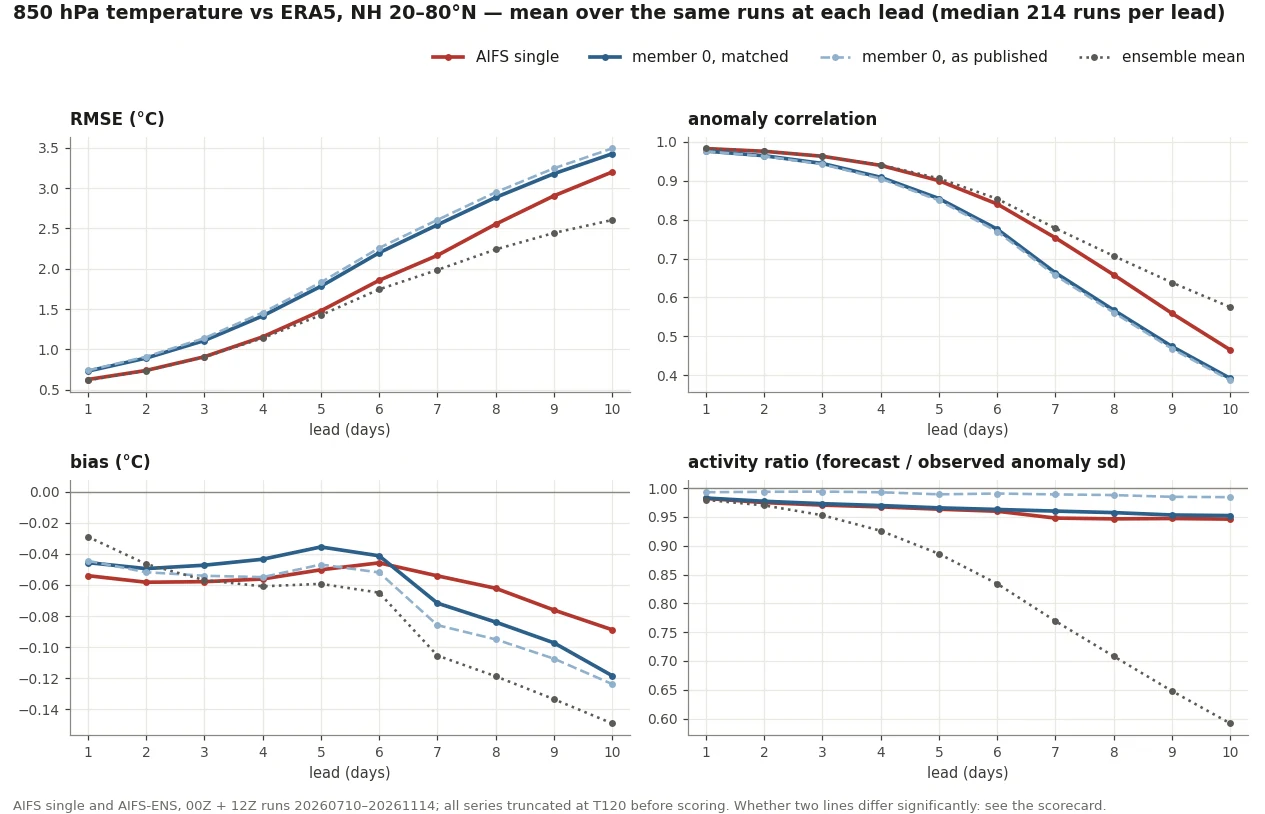 850 hPa temperature vs ERA5, NH 20–80°N — mean over the same runs at each lead (median 214 runs per lead)
AIFS single member 0, matched member 0, as published ensemble mean
RMSE (°C)
3.5
3.0
2.5
2.0
1.5
1.0
0.5
1 2 3 4 5 6 7 8 9 10
lead (days)
anomaly correlation
1.0
0.9
0.8
0.7
0.6
0.5
0.4
1 2 3 4 5 6 7 8 9 10
lead (days)
bias (°C)
0.00
−0.02
−0.04
−0.06
−0.08
−0.10
−0.12
−0.14
1 2 3 4 5 6 7 8 9 10
lead (days)
activity ratio (forecast / observed anomaly sd)
1.00
0.95
0.90
0.85
0.80
0.75
0.70
0.65
0.60
1 2 3 4 5 6 7 8 9 10
lead (days)
AIFS single and AIFS-ENS, 00Z + 12Z runs 20260710–20261114; all series truncated at T120 before scoring. Whether two lines differ significantly: see the scorecard.